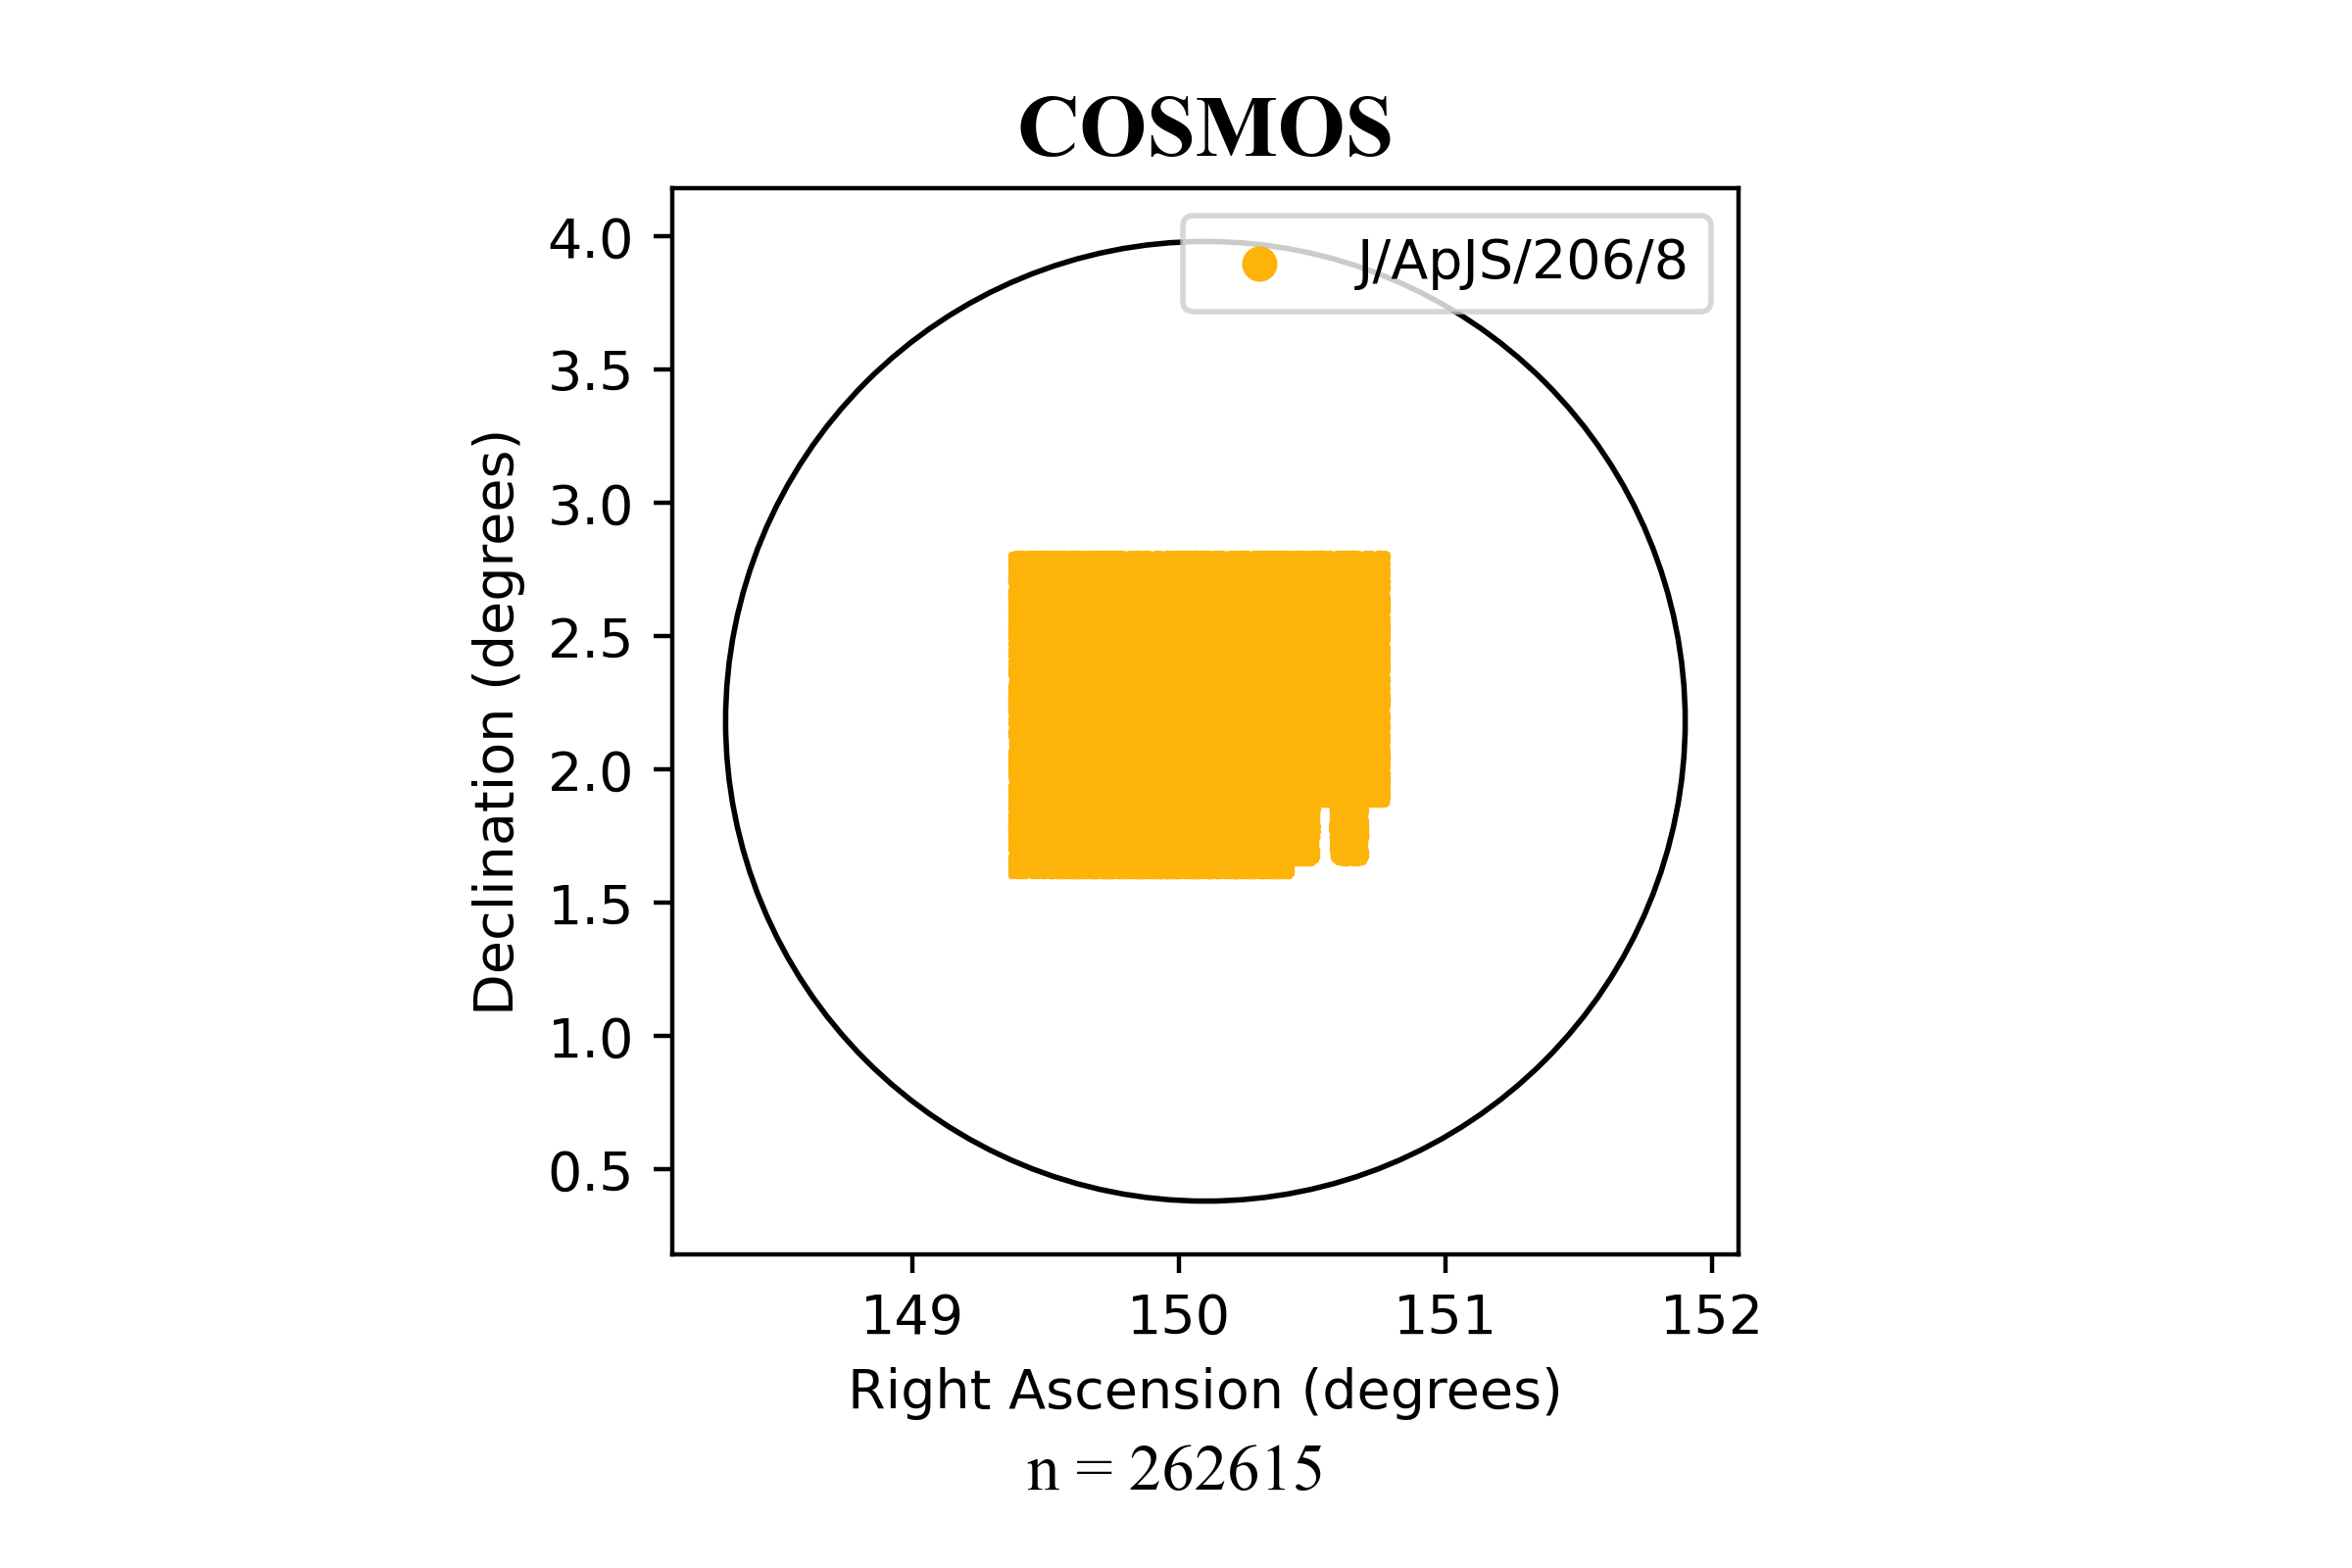 COSMOS
J/ApJS/206/8
4.0
3.5
3.0
2.5
2.0
1.5
1.0
0.5
Declination (degrees)
149 150 151 152
Right Ascension (degrees)
n = 262615